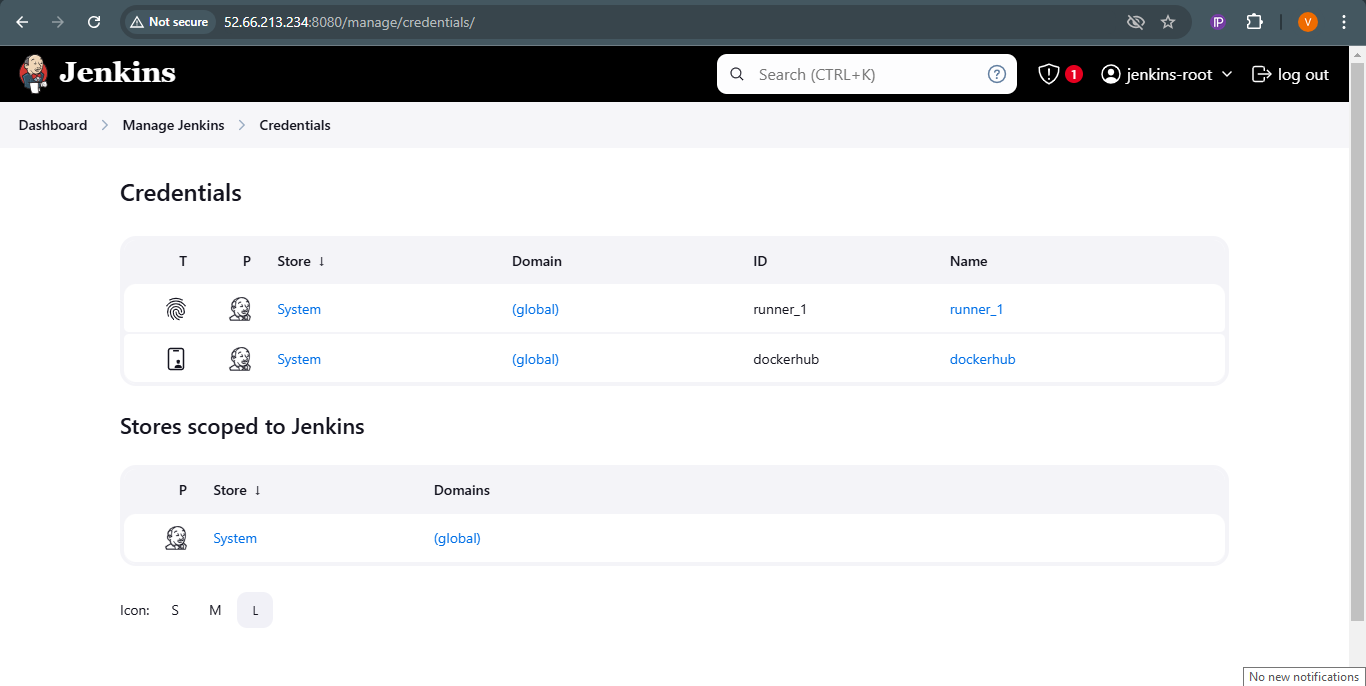 Not secure 52.66.213.234:8080/manage/credentials/ V
Jenkins Search (CTRL+K) ? 1 jenkins-root log out
Dashboard Manage Jenkins Credentials
Credentials
T P Store ↓ Domain ID Name
System (global) runner_1 runner_1
System (global) dockerhub dockerhub
Stores scoped to Jenkins
P Store ↓ Domains
System (global)
Icon: S M L
No new notifications